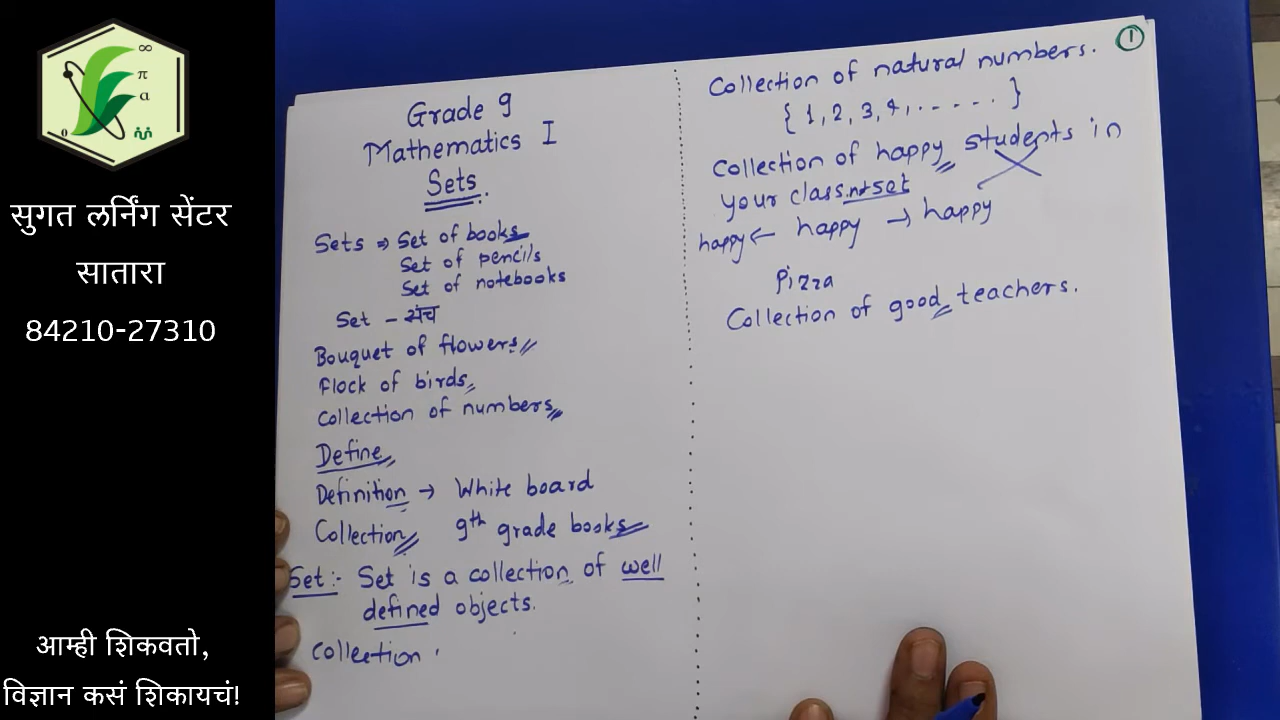 ∞
π
α
सुगत लर्निंग सेंटर
सातारा
84210-27310
आम्ही शिकवतो,
विज्ञान कसं शिकायचं!
Grade 9
Mathematics I
Sets.
Sets ⇒ Set of books
Set of pencils
Set of notebooks
Set - संच
Bouquet of flowers
Flock of birds
Collection of numbers
Define
Definition → White board
Collection 9th grade books
Set :- Set is a collection of well
defined objects.
Collection
1
Collection of natural numbers.
{ 1, 2, 3, 4, ..... }
Collection of happy students in
your class. not set
happy ← happy → happy
Pizza
Collection of good teachers.